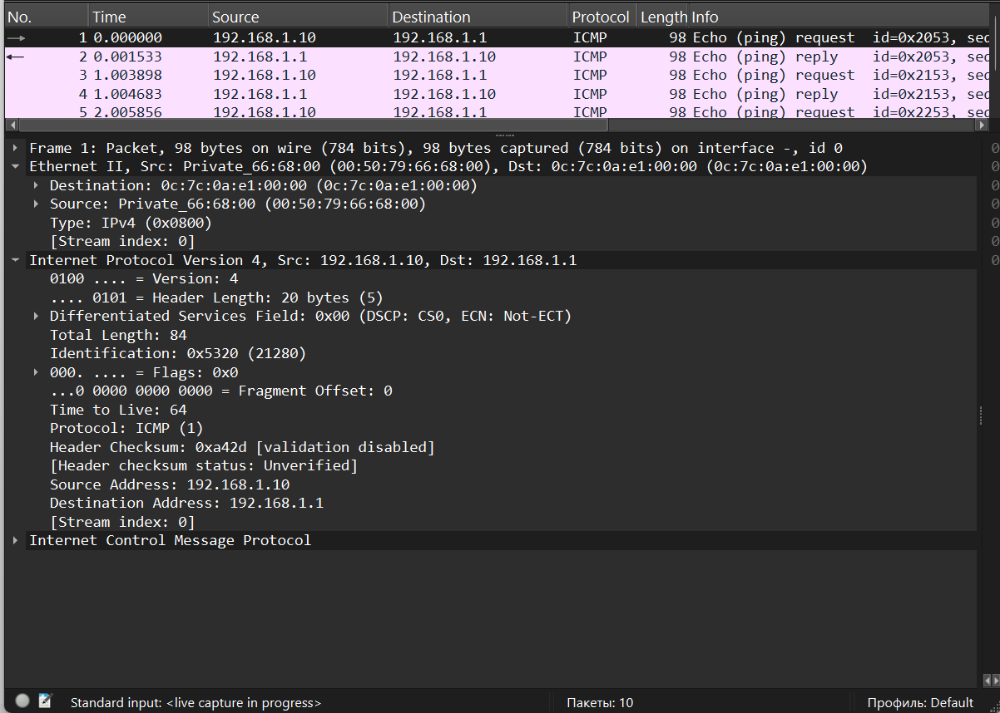 No. Time Source Destination Protocol Length Info
1 0.000000 192.168.1.10 192.168.1.1 ICMP 98 Echo (ping) request id=0x2053, seq
2 0.001533 192.168.1.1 192.168.1.10 ICMP 98 Echo (ping) reply id=0x2053, seq
3 1.003898 192.168.1.10 192.168.1.1 ICMP 98 Echo (ping) request id=0x2153, seq
4 1.004683 192.168.1.1 192.168.1.10 ICMP 98 Echo (ping) reply id=0x2153, seq
5 2.005856 192.168.1.10 192.168.1.1 ICMP 98 Echo (ping) request id=0x2253, seq
Frame 1: Packet, 98 bytes on wire (784 bits), 98 bytes captured (784 bits) on interface -, id 0
Ethernet II, Src: Private_66:68:00 (00:50:79:66:68:00), Dst: 0c:7c:0a:e1:00:00 (0c:7c:0a:e1:00:00)
Destination: 0c:7c:0a:e1:00:00 (0c:7c:0a:e1:00:00)
Source: Private_66:68:00 (00:50:79:66:68:00)
Type: IPv4 (0x0800)
[Stream index: 0]
Internet Protocol Version 4, Src: 192.168.1.10, Dst: 192.168.1.1
0100 .... = Version: 4
.... 0101 = Header Length: 20 bytes (5)
Differentiated Services Field: 0x00 (DSCP: CS0, ECN: Not-ECT)
Total Length: 84
Identification: 0x5320 (21280)
000. .... = Flags: 0x0
...0 0000 0000 0000 = Fragment Offset: 0
Time to Live: 64
Protocol: ICMP (1)
Header Checksum: 0xa42d [validation disabled]
[Header checksum status: Unverified]
Source Address: 192.168.1.10
Destination Address: 192.168.1.1
[Stream index: 0]
Internet Control Message Protocol
Standard input: <live capture in progress> Пакеты: 10 Профиль: Default